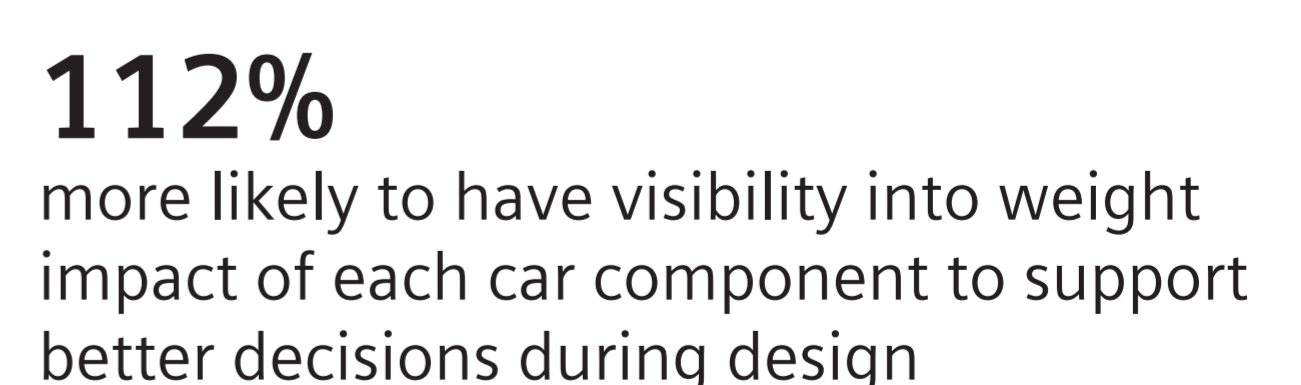 112%
more likely to have visibility into weight
impact of each car component to support
better decisions during design